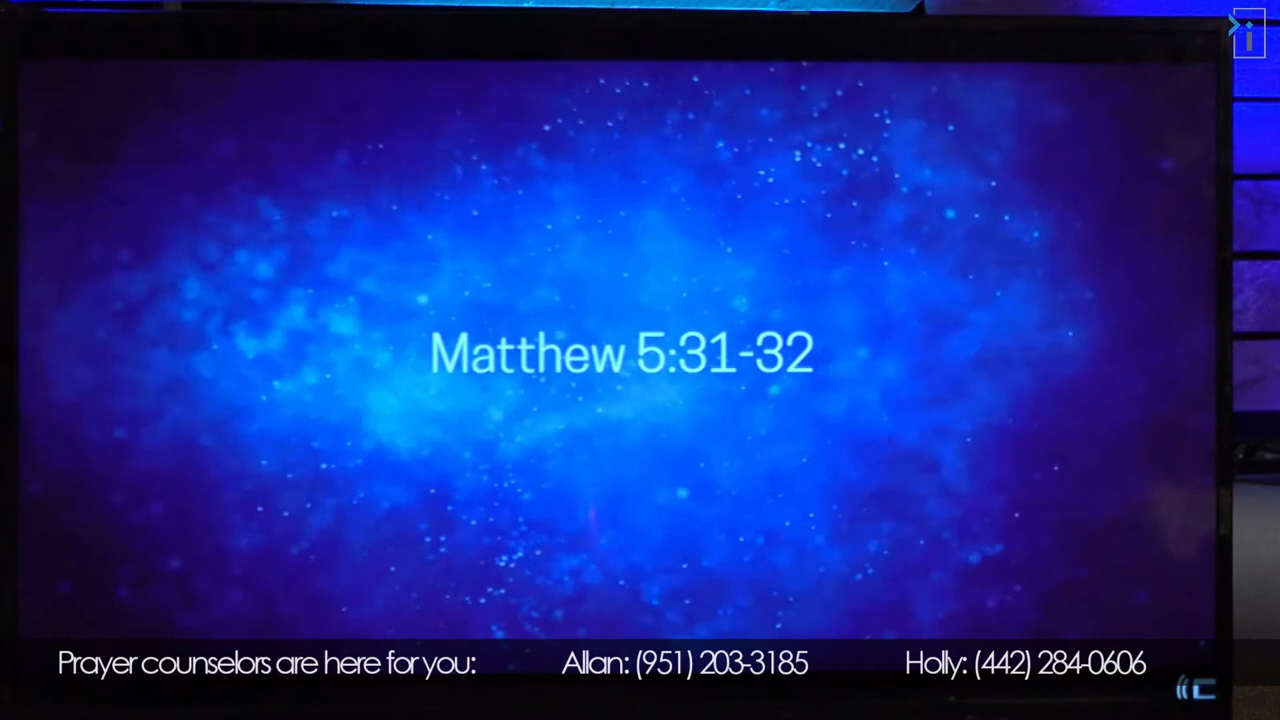 Matthew 5:31-32
Prayer counselors are here for you: Allan: (951) 203-3185 Holly: (442) 284-0606